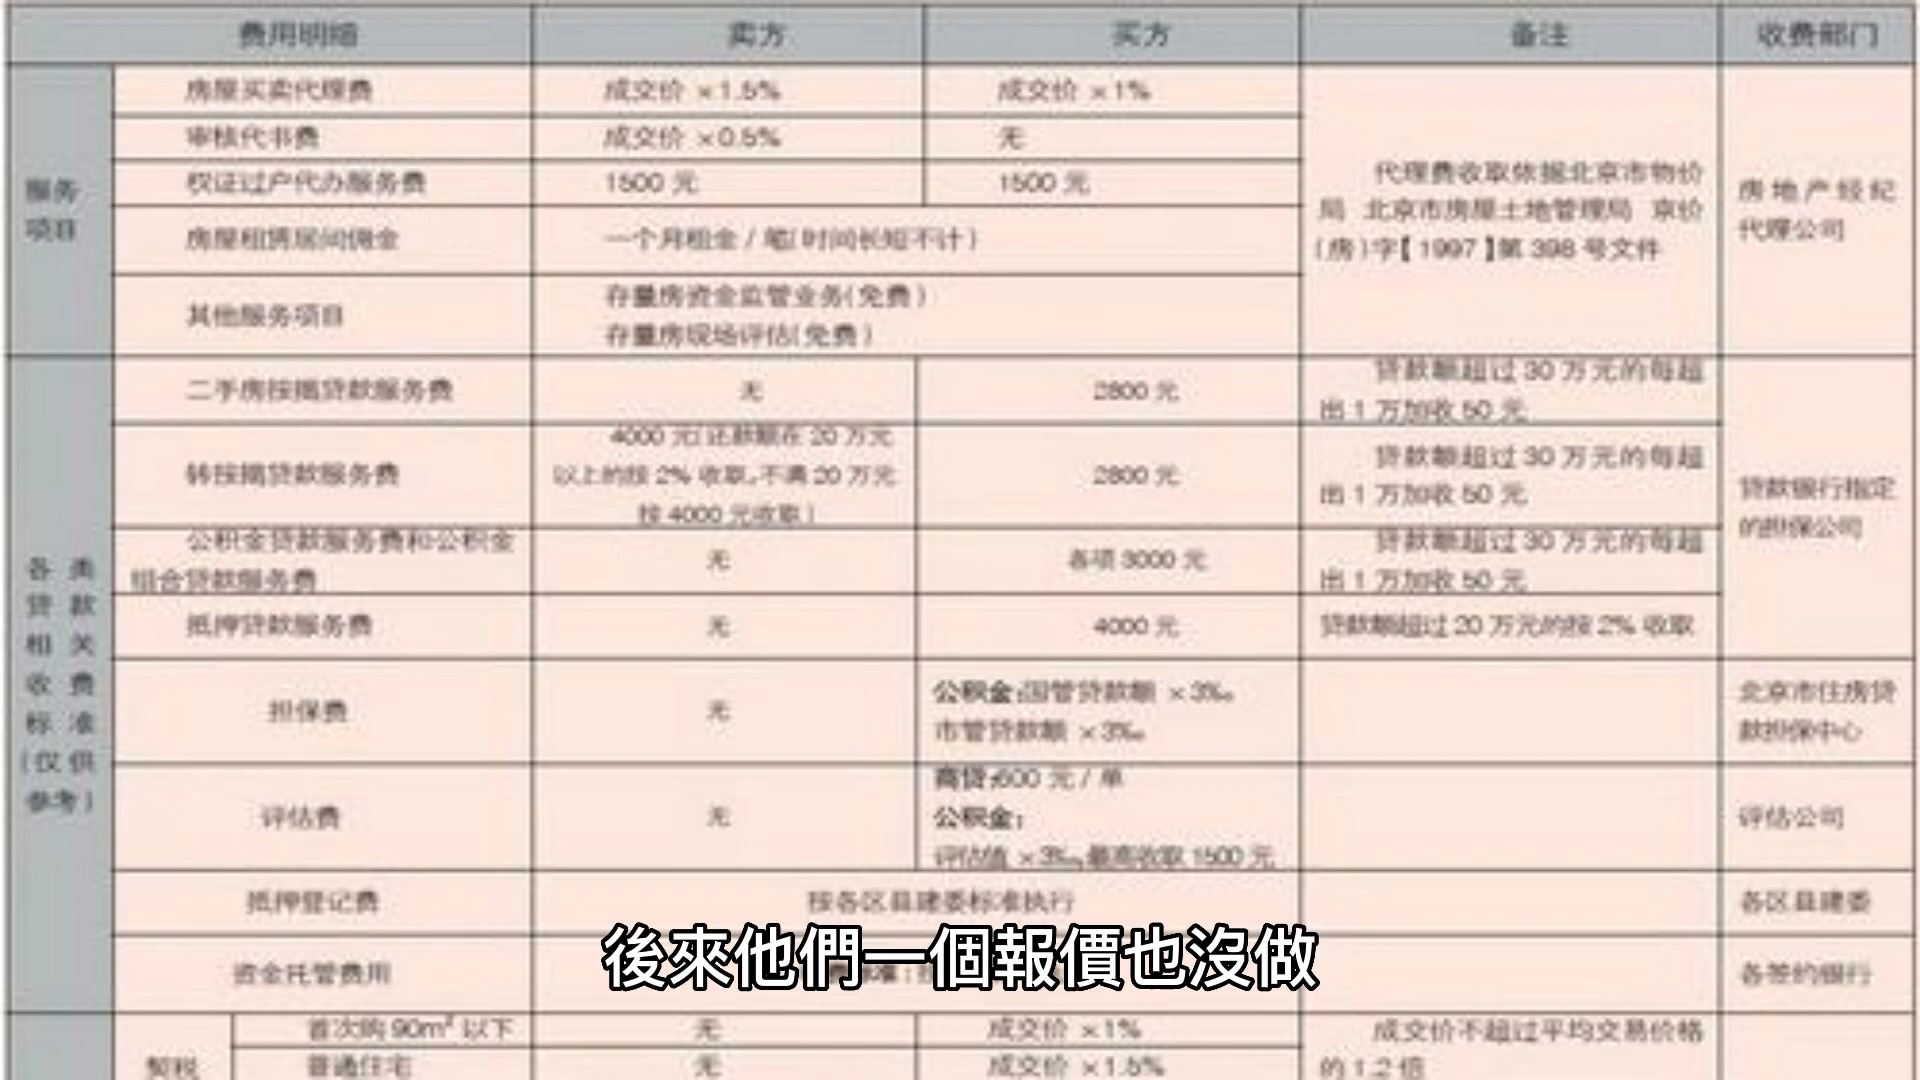 费用明细 卖方 买方 备注 收费部门
服务
项目
房屋买卖代理费 成交价 ×1.5% 成交价 ×1%
审核代书费 成交价 ×0.5% 无
权证过户代办服务费 1500 元 1500 元
房屋租赁居间佣金 一个月租金 / 笔(时间长短不计)
其他服务项目
存量房资金监管业务(免费)
存量房现场评估(免费)
代理费收取依据北京市物价
局 北京市房屋土地管理局 京价
(房)字【1997】第 398 号文件
房地产经纪
代理公司
各类
贷款
相关
收费
标准
(仅供
参考)
二手房按揭贷款服务费 无 2800 元
贷款额超过 30 万元的每超
出 1 万加收 50 元
转按揭贷款服务费
4000 元(还款额在 20 万元
以上的按 2% 收取,不满 20 万元
按 4000 元收取)
2800 元
贷款额超过 30 万元的每超
出 1 万加收 50 元
公积金贷款服务费和公积金
组合贷款服务费
无 各项 3000 元
贷款额超过 30 万元的每超
出 1 万加收 50 元
抵押贷款服务费 无 4000 元 贷款额超过 20 万元的按 2% 收取
贷款银行指定
的担保公司
担保费 无
公积金:国管贷款额 ×3‰。
市管贷款额 ×3‰。
北京市住房贷
款担保中心
评估费 无
商贷:600 元 / 单
公积金:
评估值 ×3‰,最高收取 1500 元
评估公司
抵押登记费 按各区县建委标准执行 各区县建委
资金托管费用 各签约银行
後來他們一個報價也沒做
契税
首次购 90m² 以下 无 成交价 ×1%
普通住宅 无 成交价 ×1.5%
成交价不超过平均交易价格
的 1.2 倍